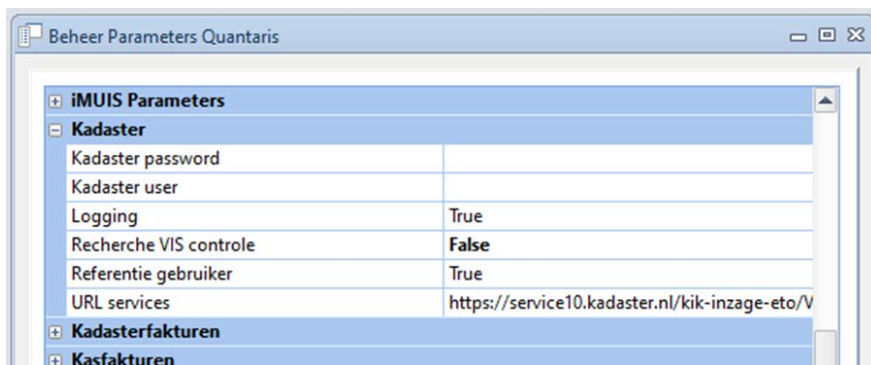 Beheer Parameters Quantaris
iMUIS Parameters
Kadaster
Kadaster password
Kadaster user
Logging True
Recherche VIS controle False
Referentie gebruiker True
URL services https://service10.kadaster.nl/kik-inzage-eto/V
Kadasterfakturen
Kasfakturen